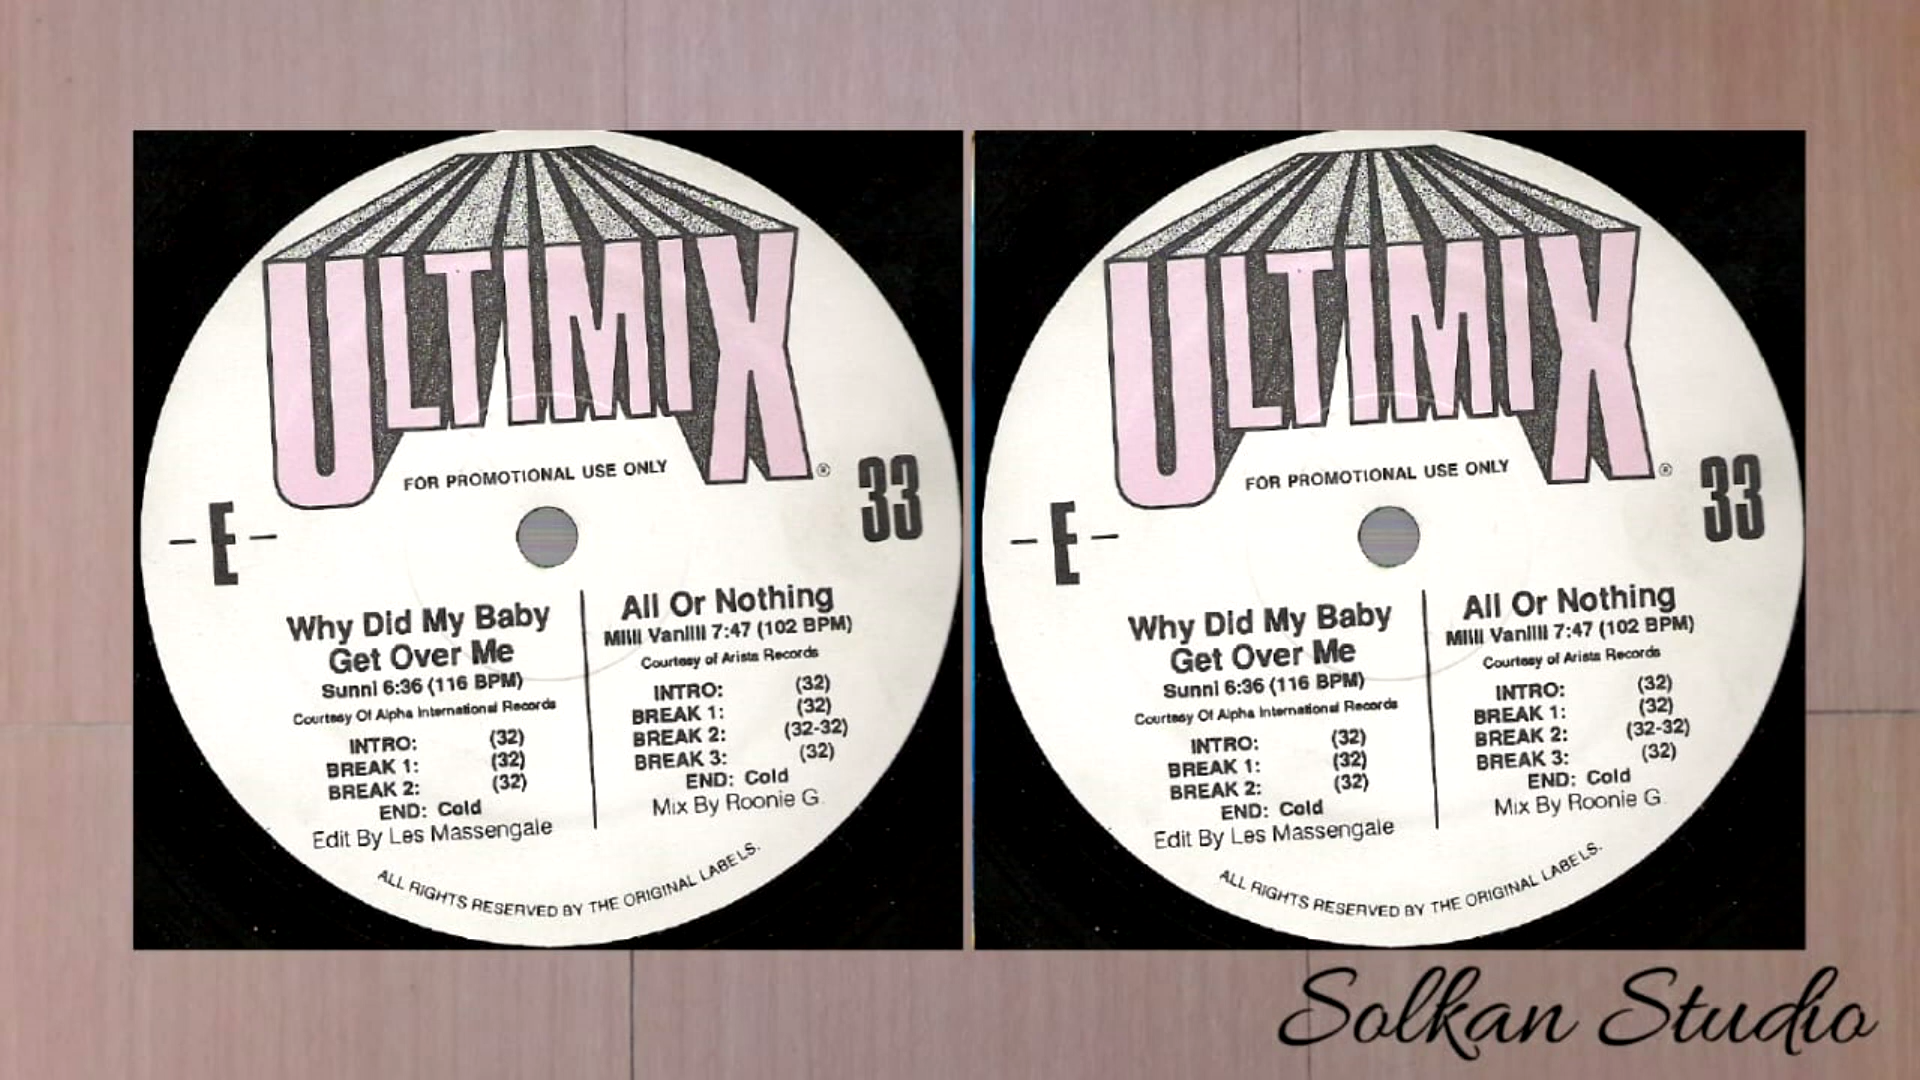 ULTIMIX
®
FOR PROMOTIONAL USE ONLY
33
- E -
Why Did My Baby
Get Over Me
Sunni 6:36 (116 BPM)
Courtesy Of Alpha International Records
INTRO: (32)
BREAK 1: (32)
BREAK 2: (32)
END: Cold
Edit By Les Massengale
All Or Nothing
Milli Vanilli 7:47 (102 BPM)
Courtesy of Arista Records
INTRO: (32)
BREAK 1: (32)
BREAK 2: (32-32)
BREAK 3: (32)
END: Cold
Mix By Roonie G.
ALL RIGHTS RESERVED BY THE ORIGINAL LABELS.
ULTIMIX
®
FOR PROMOTIONAL USE ONLY
33
- E -
Why Did My Baby
Get Over Me
Sunni 6:36 (116 BPM)
Courtesy Of Alpha International Records
INTRO: (32)
BREAK 1: (32)
BREAK 2: (32)
END: Cold
Edit By Les Massengale
All Or Nothing
Milli Vanilli 7:47 (102 BPM)
Courtesy of Arista Records
INTRO: (32)
BREAK 1: (32)
BREAK 2: (32-32)
BREAK 3: (32)
END: Cold
Mix By Roonie G.
ALL RIGHTS RESERVED BY THE ORIGINAL LABELS.
Solkan Studio